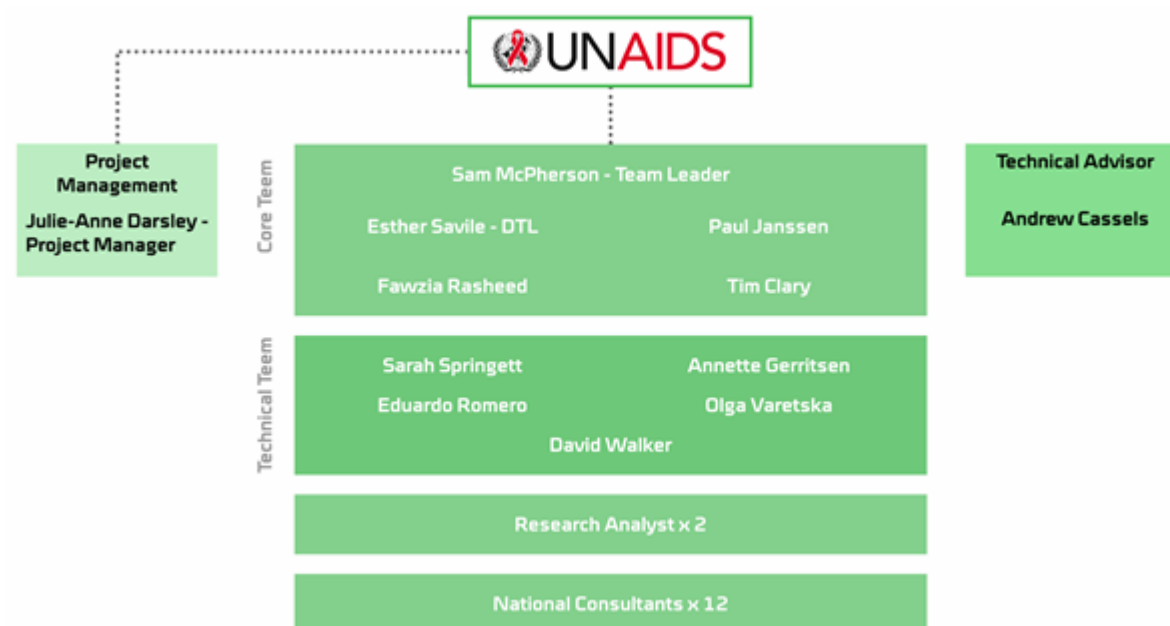 UNAIDS
Project
Management
Julie-Anne Darsley -
Project Manager
Core Teem
Sam McPherson - Team Leader
Esther Savile - DTL
Paul Janssen
Fawzia Rasheed
Tim Clary
Technical Advisor
Andrew Cassels
Technical Teem
Sarah Springett
Annette Gerritsen
Eduardo Romero
Olga Varetska
David Walker
Research Analyst x 2
National Consultants x 12